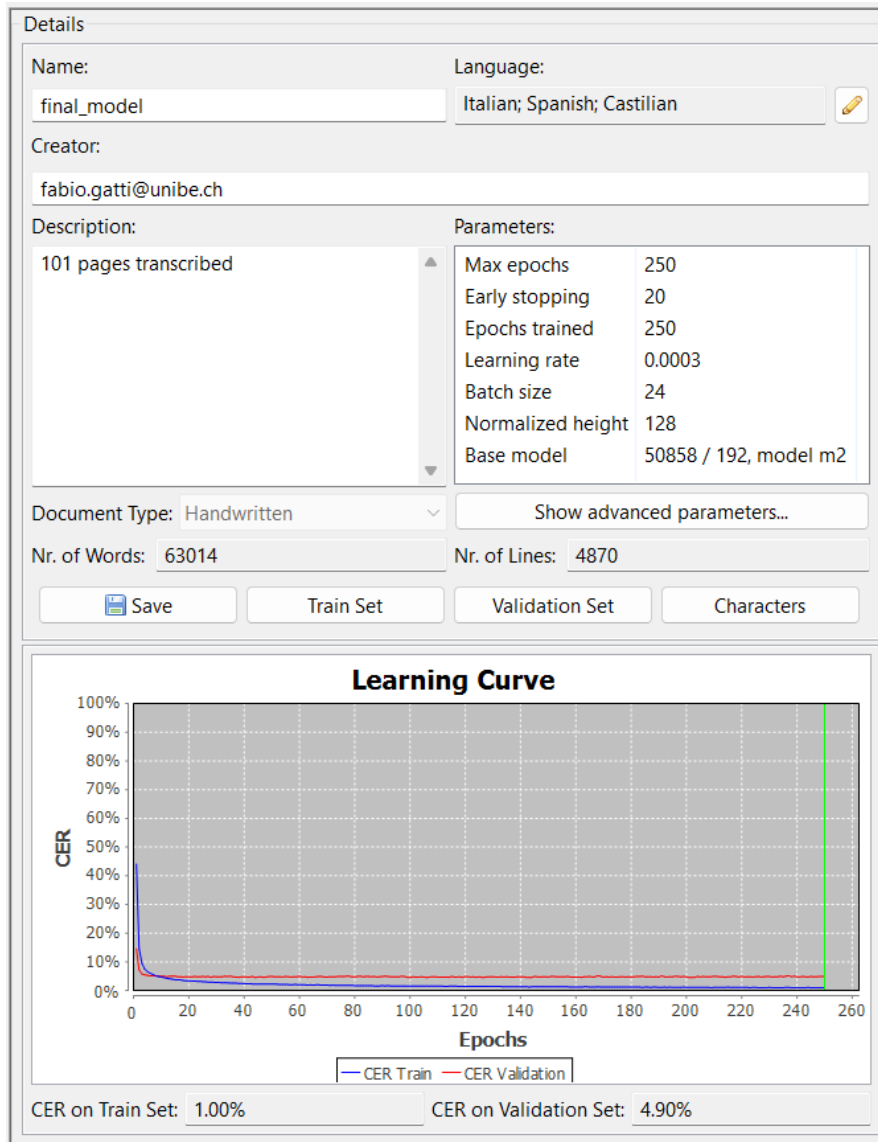 Details
Name:
Language:
final_model
Italian; Spanish; Castilian
Creator:
fabio.gatti@unibe.ch
Description:
Parameters:
101 pages transcribed
Max epochs 250
Early stopping 20
Epochs trained 250
Learning rate 0.0003
Batch size 24
Normalized height 128
Base model 50858 / 192, model m2
Document Type: Handwritten
Show advanced parameters...
Nr. of Words: 63014
Nr. of Lines: 4870
Save
Train Set
Validation Set
Characters
Learning Curve
100%
90%
80%
70%
60%
50%
40%
30%
20%
10%
0%
CER
0 20 40 60 80 100 120 140 160 180 200 220 240 260
Epochs
CER Train CER Validation
CER on Train Set: 1.00%
CER on Validation Set: 4.90%